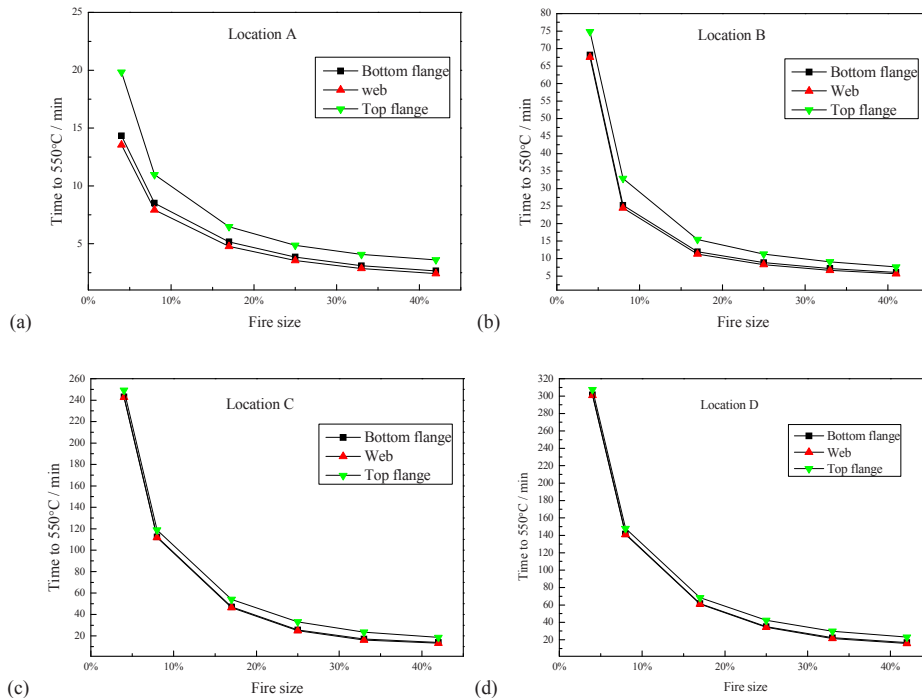 Location A
Bottom flange
web
Top flange
Time to 550°C / min
25
20
15
10
5
0%
10%
20%
30%
40%
Fire size
(a)
Location B
Bottom flange
Web
Top flange
Time to 550°C / min
80
75
70
65
60
55
50
45
40
35
30
25
20
15
10
5
0%
10%
20%
30%
40%
Fire size
(b)
Location C
Bottom flange
Web
Top flange
Time to 550°C / min
260
240
220
200
180
160
140
120
100
80
60
40
20
0%
10%
20%
30%
40%
Fire size
(c)
Location D
Bottom flange
Web
Top flange
Time to 550°C / min
320
300
280
260
240
220
200
180
160
140
120
100
80
60
40
20
0%
10%
20%
30%
40%
Fire size
(d)